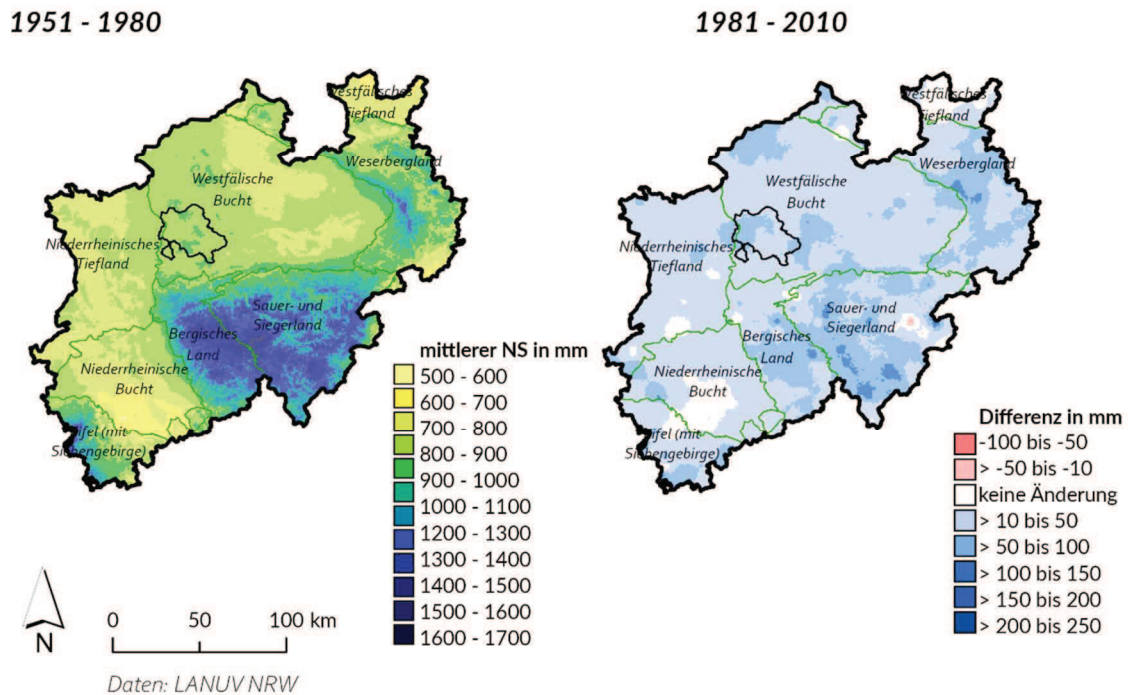 1951 - 1980
Westfälisches
Tiefland
Weserbergland
Westfälische
Bucht
Niederrheinisches
Tiefland
Sauer- und
Siegerland
Bergisches
Land
Niederrheinische
Bucht
Eifel (mit
Siebengebirge)
mittlerer NS in mm
500 - 600
600 - 700
700 - 800
800 - 900
900 - 1000
1000 - 1100
1200 - 1300
1300 - 1400
1400 - 1500
1500 - 1600
1600 - 1700
N
0 50 100 km
Daten: LANUV NRW
1981 - 2010
Westfälisches
Tiefland
Weserbergland
Westfälische
Bucht
Niederrheinisches
Tiefland
Sauer- und
Siegerland
Bergisches
Land
Niederrheinische
Bucht
Eifel (mit
Siebengebirge)
Differenz in mm
-100 bis -50
> -50 bis -10
keine Änderung
> 10 bis 50
> 50 bis 100
> 100 bis 150
> 150 bis 200
> 200 bis 250